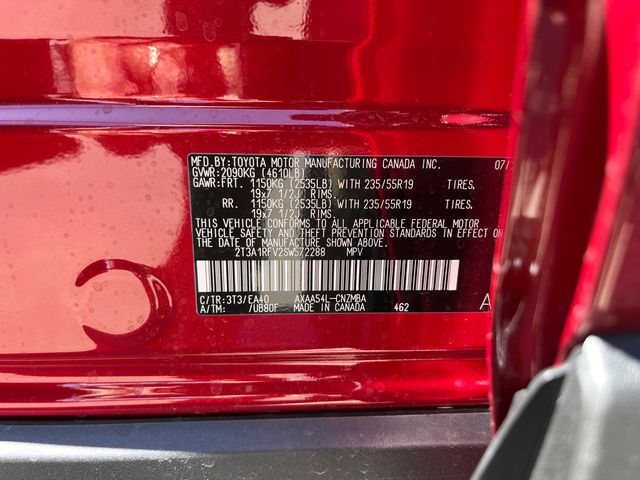 MFD.BY:TOYOTA MOTOR MANUFACTURING CANADA INC. 07/
GVWR:2090KG (4610LB)
GAWR:FRT. 1150KG (2535LB) WITH 235/55R19 TIRES,
19x7 1/2J RIMS.
RR. 1150KG (2535LB) WITH 235/55R19 TIRES,
19x7 1/2J RIMS.
THIS VEHICLE CONFORMS TO ALL APPLICABLE FEDERAL MOTOR
VEHICLE SAFETY AND THEFT PREVENTION STANDARDS IN EFFECT ON
THE DATE OF MANUFACTURE SHOWN ABOVE.
2T3A1RFV2SW572288 MPV
C/TR:3T3/EA40 AXAA54L-CNZMBA A
A/TM: /UB80F MADE IN CANADA 462